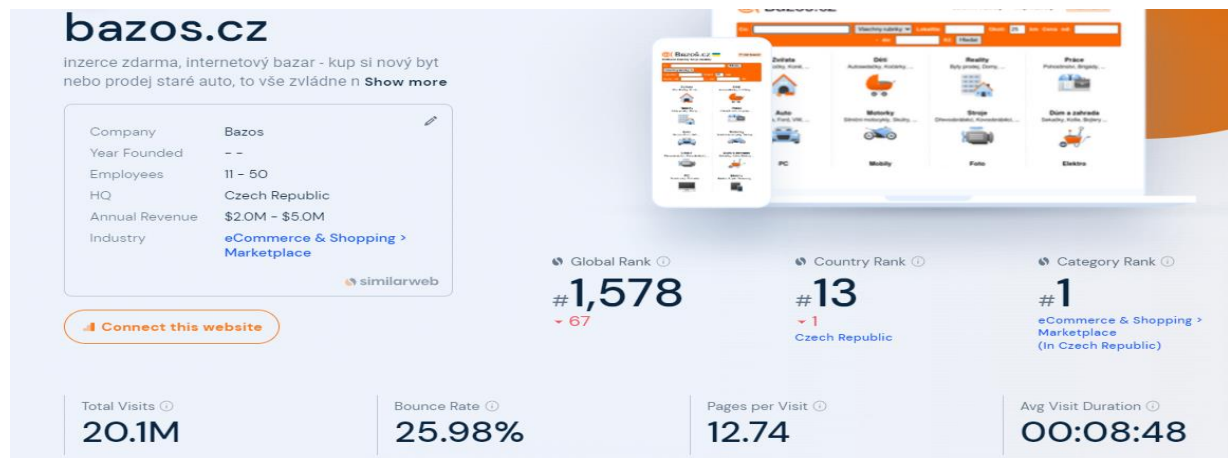 bazos.cz
inzerce zdarma, internetový bazar - kup si nový byt
nebo prodej staré auto, to vše zvládne n Show more
Company Bazos
Year Founded - -
Employees 11 - 50
HQ Czech Republic
Annual Revenue $2.0M - $5.0M
Industry eCommerce & Shopping >
Marketplace
similarweb
Connect this website
Všechny rubriky
Hledat
Bazoš.cz
Zvířata
Děti
Reality
Práce
Auto
Motorky
Stroje
Dům a zahrada
PC
Mobily
Foto
Elektro
Global Rank
#1,578
67
Country Rank
#13
1
Czech Republic
Category Rank
#1
eCommerce & Shopping >
Marketplace
(In Czech Republic)
Total Visits
20.1M
Bounce Rate
25.98%
Pages per Visit
12.74
Avg Visit Duration
00:08:48